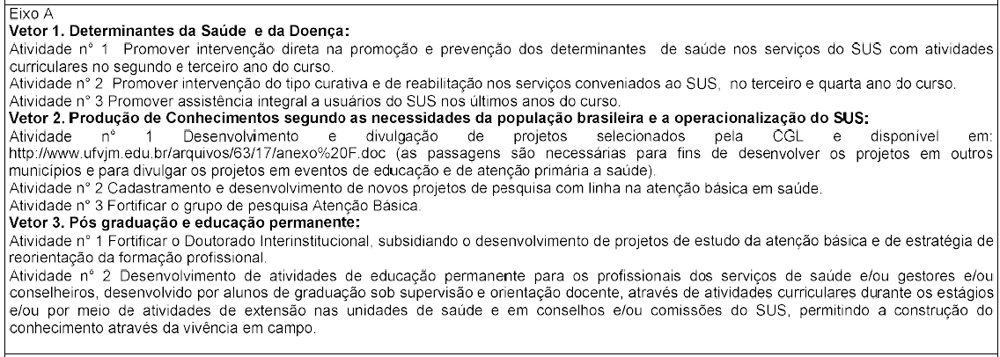 Eixo A
Vetor 1. Determinantes da Saúde e da Doença:
Atividade n° 1 Promover intervenção direta na promoção e prevenção dos determinantes de saúde nos serviços do SUS com atividades
curriculares no segundo e terceiro ano do curso.
Atividade n° 2 Promover intervenção do tipo curativa e de reabilitação nos serviços conveniados ao SUS, no terceiro e quarta ano do curso.
Atividade n° 3 Promover assistência integral a usuários do SUS nos últimos anos do curso.
Vetor 2. Produção de Conhecimentos segundo as necessidades da população brasileira e a operacionalização do SUS:
Atividade n° 1 Desenvolvimento e divulgação de projetos selecionados pela CGL e disponível em:
http://www.ufvjm.edu.br/arquivos/63/17/anexo%20F.doc (as passagens são necessárias para fins de desenvolver os projetos em outros
municípios e para divulgar os projetos em eventos de educação e de atenção primária a saúde).
Atividade n° 2 Cadastramento e desenvolvimento de novos projetos de pesquisa com linha na atenção básica em saúde.
Atividade n° 3 Fortificar o grupo de pesquisa Atenção Básica.
Vetor 3. Pós graduação e educação permanente:
Atividade n° 1 Fortificar o Doutorado Interinstitucional, subsidiando o desenvolvimento de projetos de estudo da atenção básica e de estratégia de
reorientação da formação profissional.
Atividade n° 2 Desenvolvimento de atividades de educação permanente para os profissionais dos serviços de saúde e/ou gestores e/ou
conselheiros, desenvolvido por alunos de graduação sob supervisão e orientação docente, através de atividades curriculares durante os estágios
e/ou por meio de atividades de extensão nas unidades de saúde e em conselhos e/ou comissões do SUS, permitindo a construção do
conhecimento através da vivência em campo.